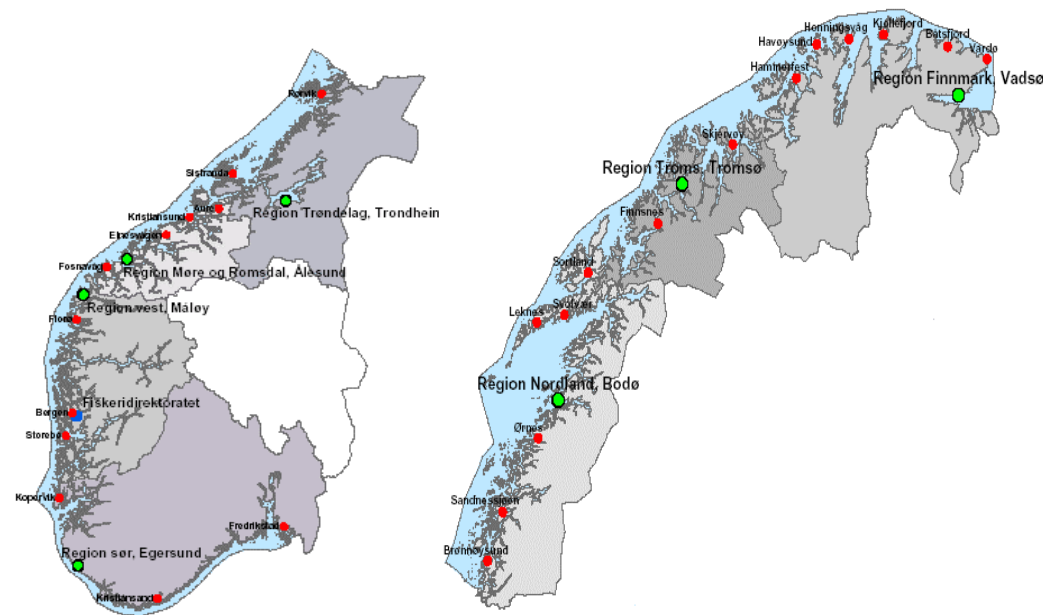 Rørvik
Sistranda
Region Trøndelag, Trondhein
Aure
Kristiansund
Elnesvågen
Fosnavåg
Region Møre og Romsdal, Ålesund
Region vest, Måløy
Florø
Fiskeridirektoratet
Bergen
Storebø
Kopervik
Fredrikstad
Region sør, Egersund
Kristiansand
Kjøllefjord
Honningsvåg
Havøysund
Båtsfjord
Vardø
Hammerfest
Region Finnmark, Vadsø
Skjervøy
Region Troms, Tromsø
Finnsnes
Sortland
Svolvær
Leknes
Region Nordland, Bodø
Ørnes
Sandnessjøen
Brønnøysund